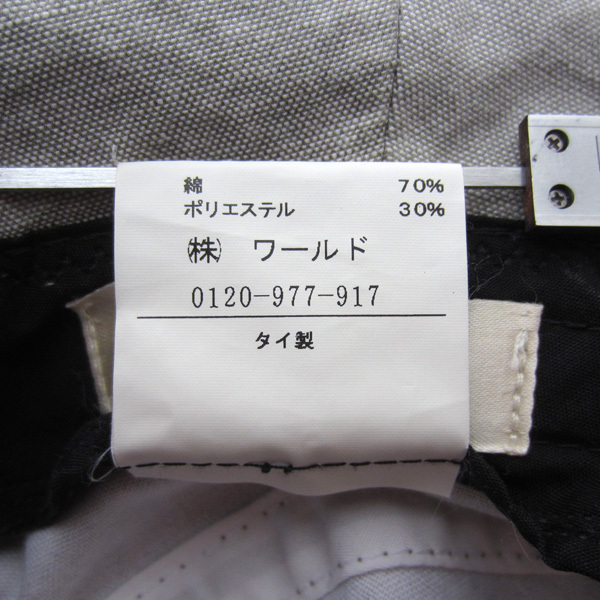 綿 70%
ポリエステル 30%
㈱ ワールド
0120-977-917
タイ製